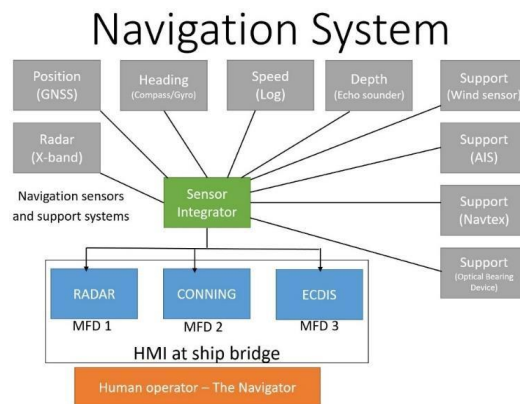 Navigation System
Position
(GNSS)
Heading
(Compass/Gyro)
Speed
(Log)
Depth
(Echo sounder)
Support
(Wind sensor)
Radar
(X-band)
Support
(AIS)
Navigation sensors
and support systems
Sensor
Integrator
Support
(Navtex)
Support
(Optical Bearing
Device)
RADAR
CONNING
ECDIS
MFD 1
MFD 2
MFD 3
HMI at ship bridge
Human operator – The Navigator